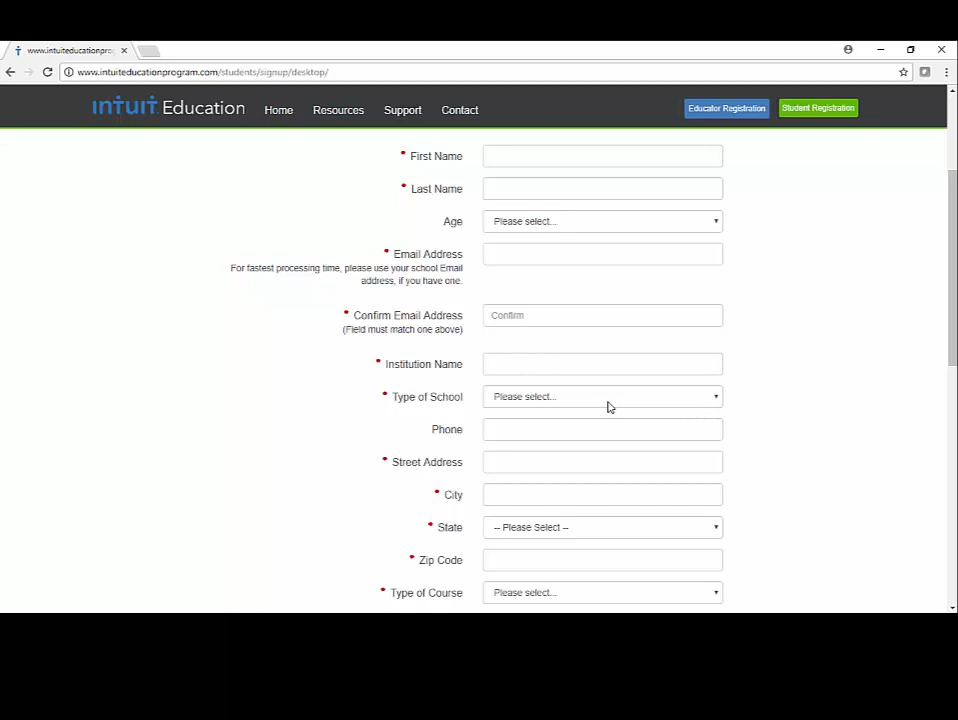 www.intuiteducationpro
www.intuiteducationprogram.com/students/signup/desktop/
intuit Education
Home
Resources
Support
Contact
Educator Registration
Student Registration
* First Name
* Last Name
Age
Please select...
* Email Address
For fastest processing time, please use your school Email
address, if you have one.
* Confirm Email Address
(Field must match one above)
Confirm
* Institution Name
* Type of School
Please select...
Phone
* Street Address
* City
* State
-- Please Select --
* Zip Code
* Type of Course
Please select...